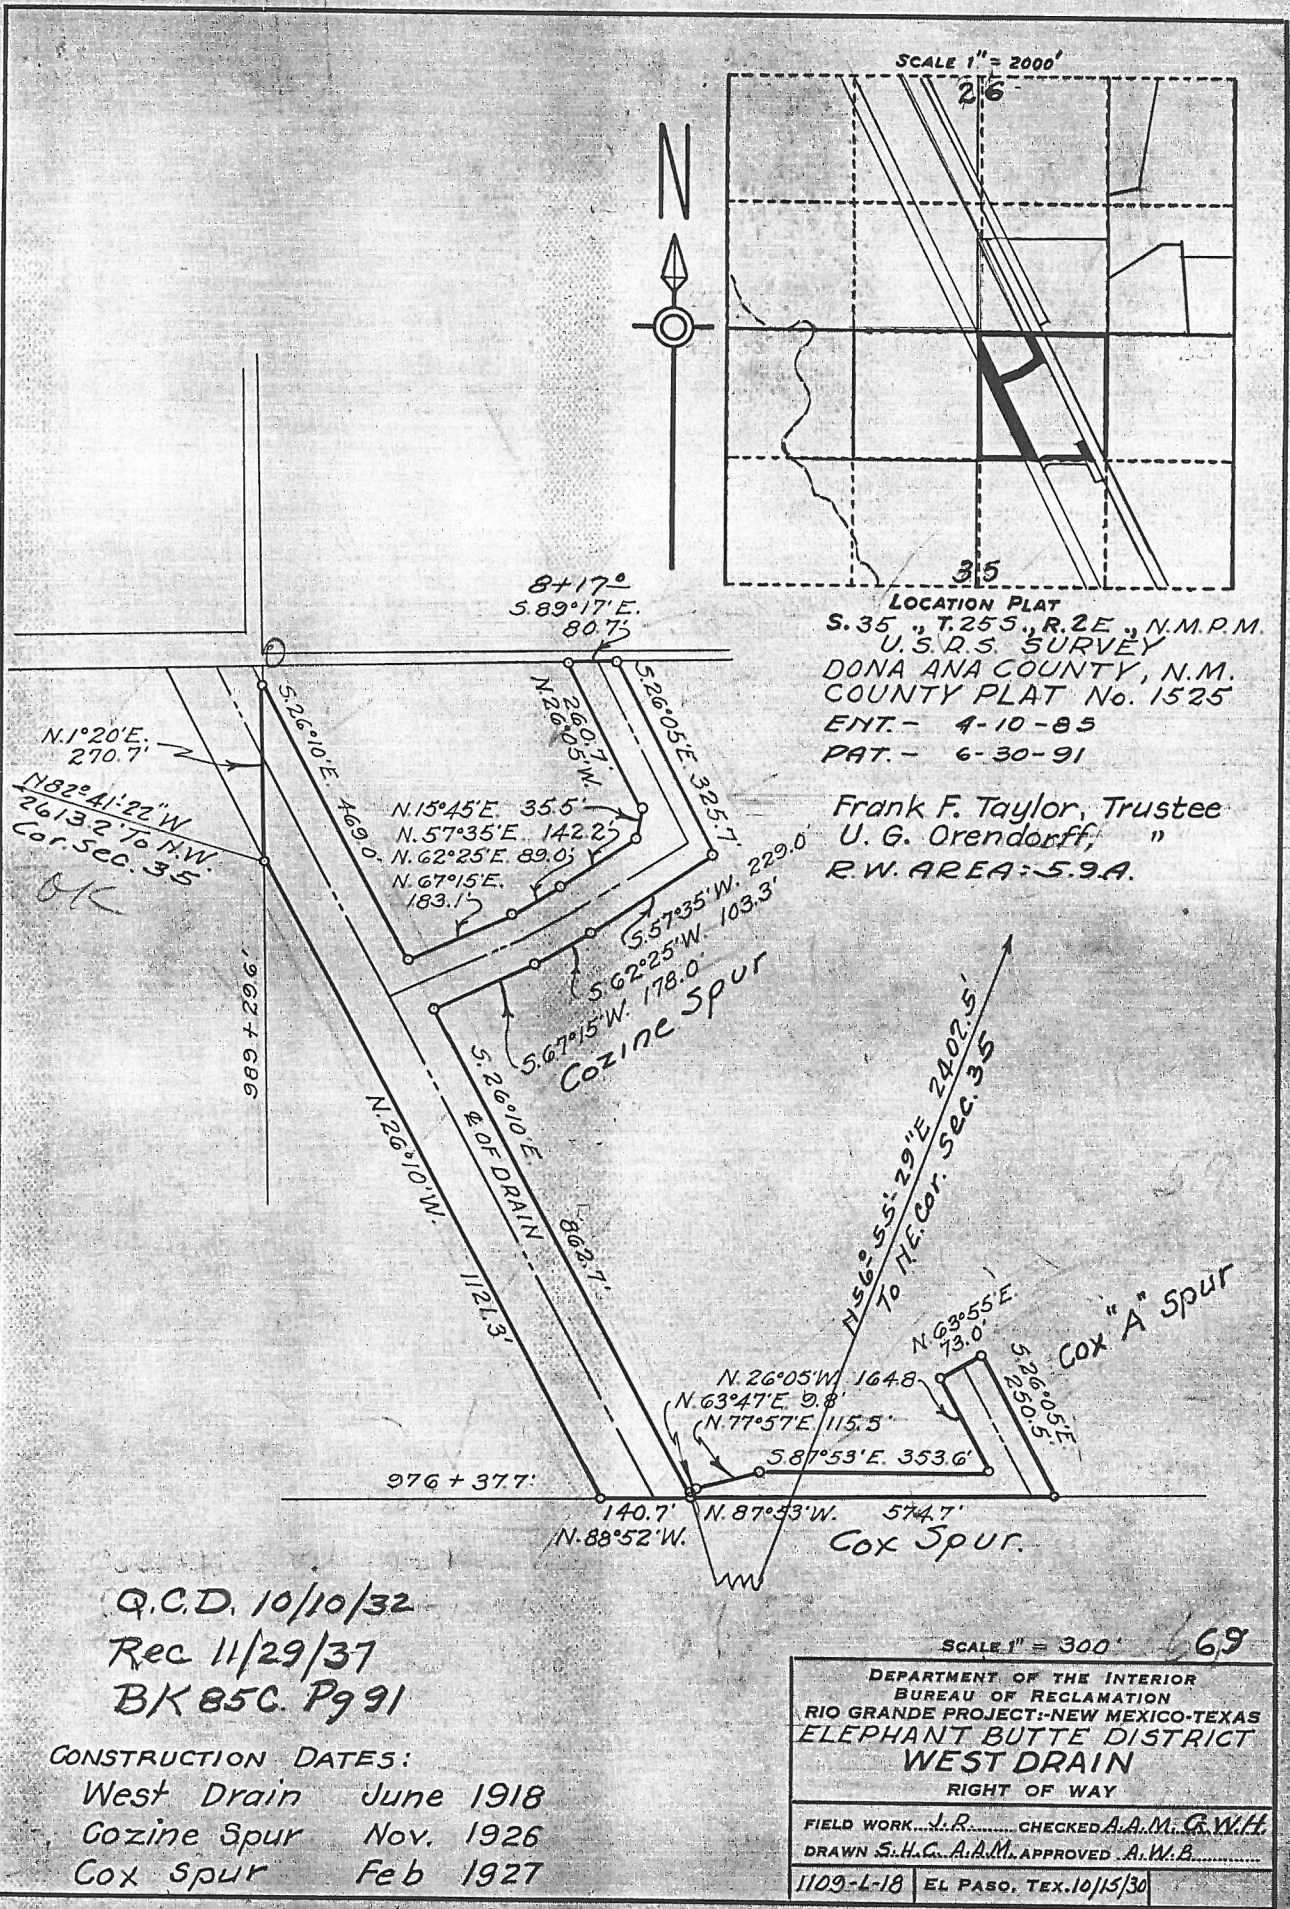 SCALE 1" = 2000'
26
N
35
LOCATION PLAT
S. 35 ., T. 25 S., R. 2 E ., N.M.P.M.
U.S.R.S. SURVEY
DONA ANA COUNTY, N.M.
COUNTY PLAT No. 1525
ENT. - 4-10-85
PAT. - 6-30-91
Frank F. Taylor, Trustee
U. G. Orendorff, "
R.W. AREA = 5.9 A.
8+17.0
S. 89°17' E.
80.7'
N. 26°05' W.
260.7'
S. 26°05' E. 325.7'
S. 26°10' E. 469.0
N. 1°20' E.
270.7'
N82°41'-22" W
2613.2' To N.W.
Cor. Sec. 35
OK
N. 15°45' E. 35.5'
N. 57°35' E. 142.2'
N. 62°25' E. 89.0'
N. 67°15' E.
183.1'
S. 57°35' W. 229.0'
S. 62°25' W. 103.3'
S. 67°15' W. 178.0'
Cozine Spur
989 + 29.6'
N. 26°10' W. 1121.3'
S. 26°10' E. 862.7'
℄ OF DRAIN
N 56°-55'-29" E 2402.5'
To N.E. Cor. Sec. 35
N. 63°55' E.
73.0'
Cox "A" Spur
S. 26°05' E.
250.5'
N. 26°05' W. 164.8
N. 63°47' E. 9.8'
N. 77°57' E. 115.5'
S. 87°53' E. 353.6'
976 + 37.7'
140.7' N. 87°53' W. 574.7'
N. 88°52' W.
Cox Spur.
Q.C.D. 10/10/32
Rec 11/29/37
BK 85C. Pg 91
CONSTRUCTION DATES:
West Drain June 1918
Cozine Spur Nov. 1926
Cox Spur Feb 1927
SCALE 1" = 300'
69
DEPARTMENT OF THE INTERIOR
BUREAU OF RECLAMATION
RIO GRANDE PROJECT:-NEW MEXICO-TEXAS
ELEPHANT BUTTE DISTRICT
WEST DRAIN
RIGHT OF WAY
FIELD WORK..J.R........ CHECKED A.A.M. G.W.H.
DRAWN S.H.C. A.A.M. APPROVED A.W.B...........
1109-L-18 EL PASO, TEX. 10/15/30